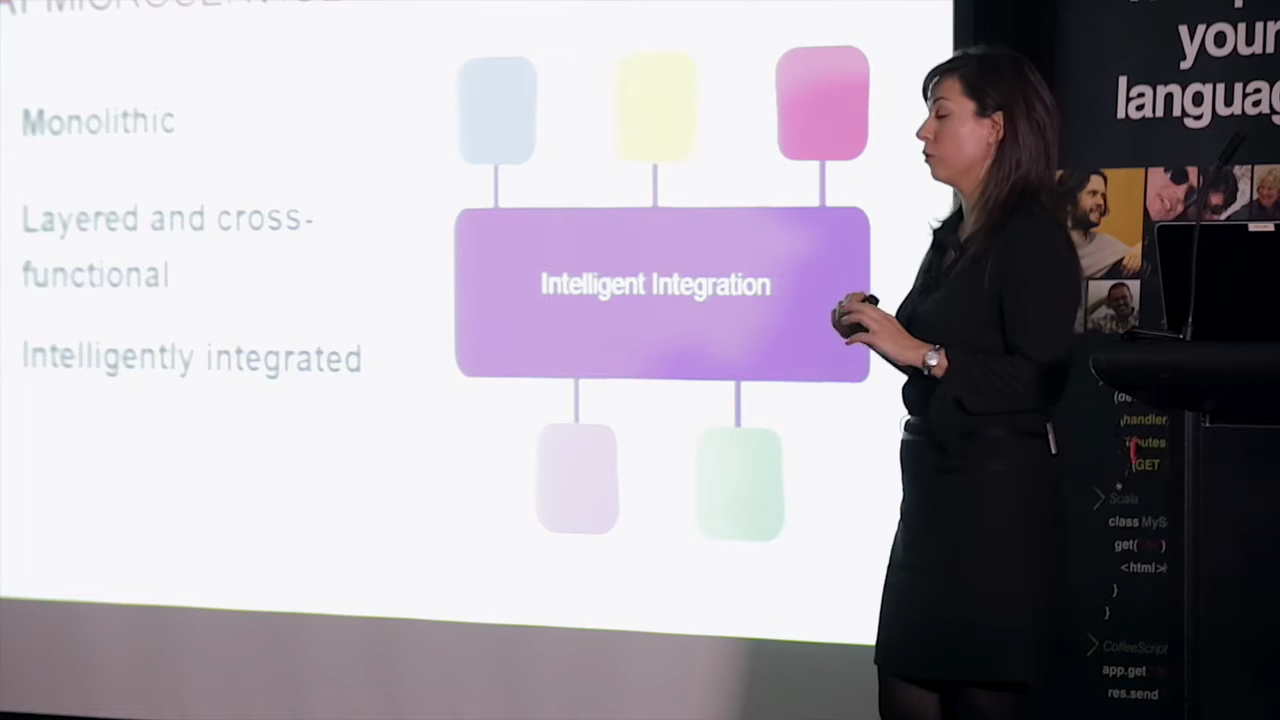 Monolithic
Layered and cross-
functional
Intelligently integrated
Intelligent Integration
your
languag
(de
(handler
routes
(GET
Scala
class MyS
get( )
<html>
}
}
CoffeeScript
app.get
res.send